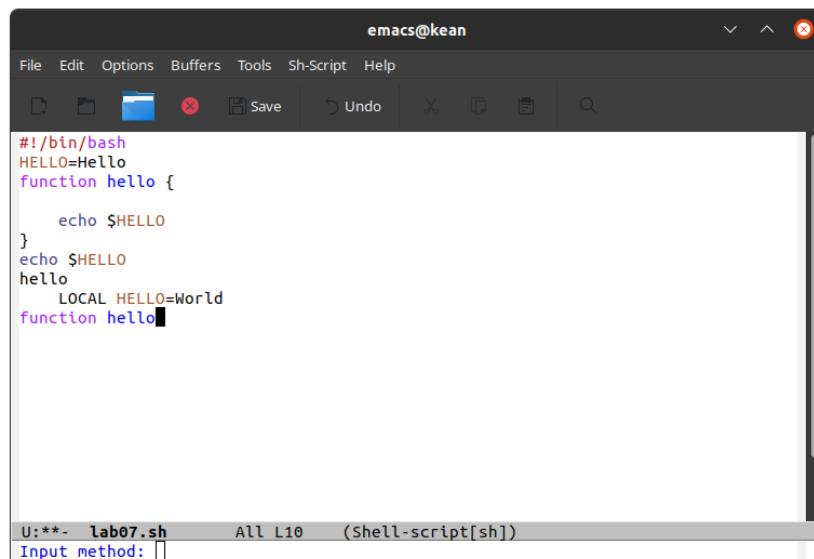 emacs@kean
File Edit Options Buffers Tools Sh-Script Help
Save Undo
#!/bin/bash
HELLO=Hello
function hello {
    echo $HELLO
}
echo $HELLO
hello
    LOCAL HELLO=World
function hello
U:**-  lab07.sh       All L10    (Shell-script[sh])
Input method: